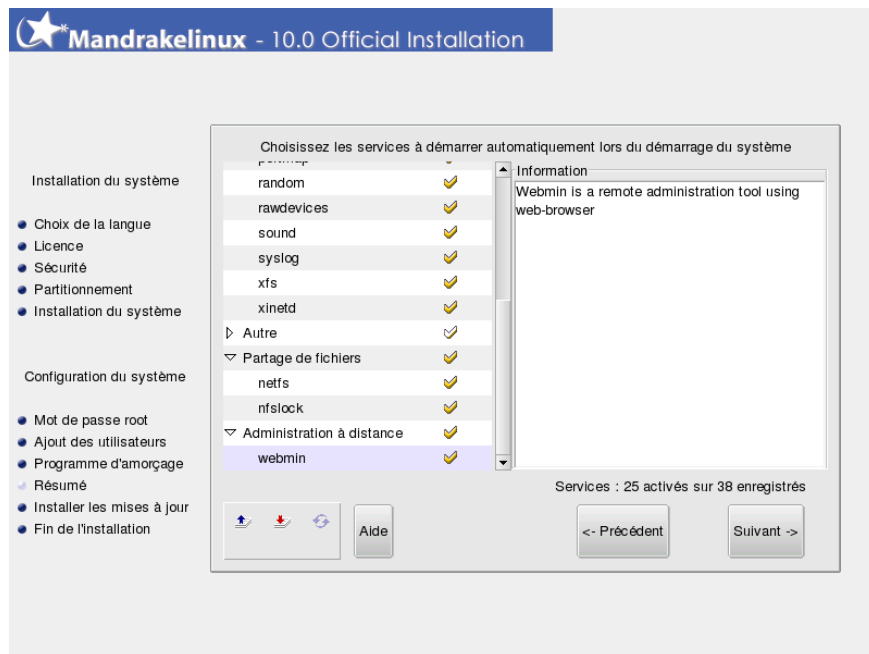 Mandrakelinux - 10.0 Official Installation
Installation du système
Choix de la langue
Licence
Sécurité
Partitionnement
Installation du système
Configuration du système
Mot de passe root
Ajout des utilisateurs
Programme d'amorçage
Résumé
Installer les mises à jour
Fin de l'installation
Choisissez les services à démarrer automatiquement lors du démarrage du système
random
rawdevices
sound
syslog
xfs
xinetd
Autre
Partage de fichiers
netfs
nfslock
Administration à distance
webmin
Information
Webmin is a remote administration tool using
web-browser
Services : 25 activés sur 38 enregistrés
Aide
<- Précédent
Suivant ->